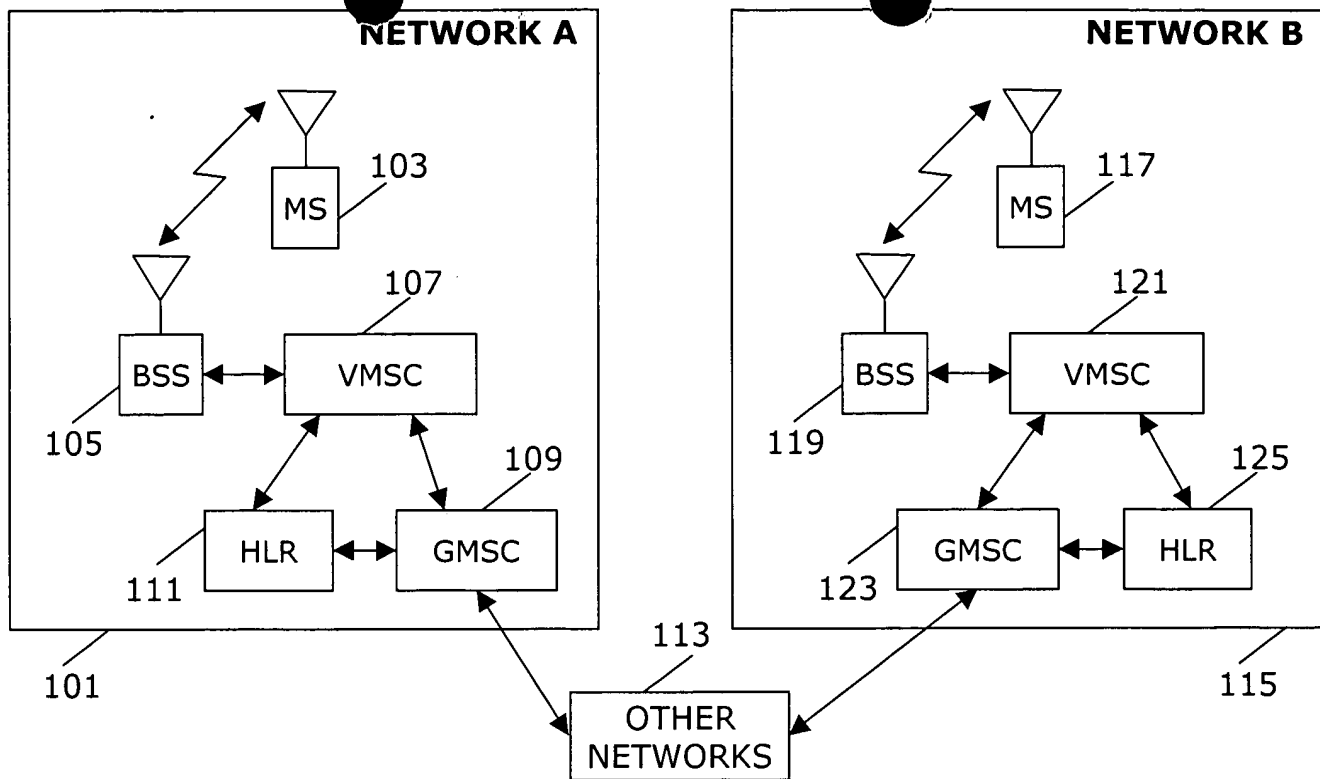 NETWORK A
103
MS
107
BSS
VMSC
105
109
HLR
GMSC
111
101
NETWORK B
117
MS
121
BSS
VMSC
119
125
GMSC
HLR
123
115
113
OTHER
NETWORKS